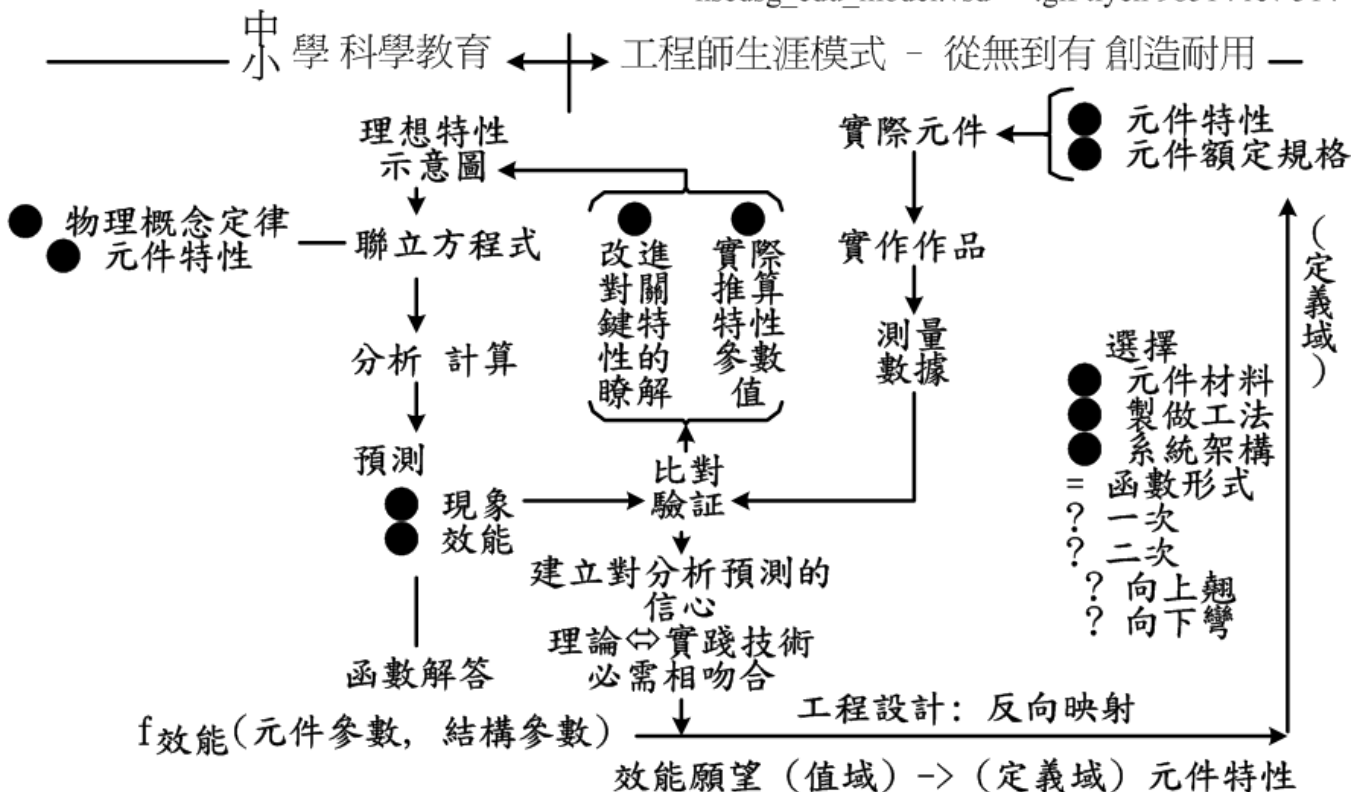 中
小 學 科學教育
工程師生涯模式 - 從無到有 創造耐用
理想特性
示意圖
● 物理概念定律
● 元件特性
聯立方程式
分析 計算
預測
● 現象
● 效能
函數解答
f效能(元件參數, 結構參數)
● 改進
對關
鍵特
性的
瞭解
● 實際
推算
特性
參數
值
比對
驗証
建立對分析預測的
信心
理論⇔實踐技術
必需相吻合
實際元件
● 元件特性
● 元件額定規格
實作作品
測量
數據
(定義域)
選擇
● 元件材料
● 製做工法
● 系統架構
= 函數形式
? 一次
? 二次
? 向上翹
? 向下彎
工程設計: 反向映射
效能願望 (值域) -> (定義域) 元件特性